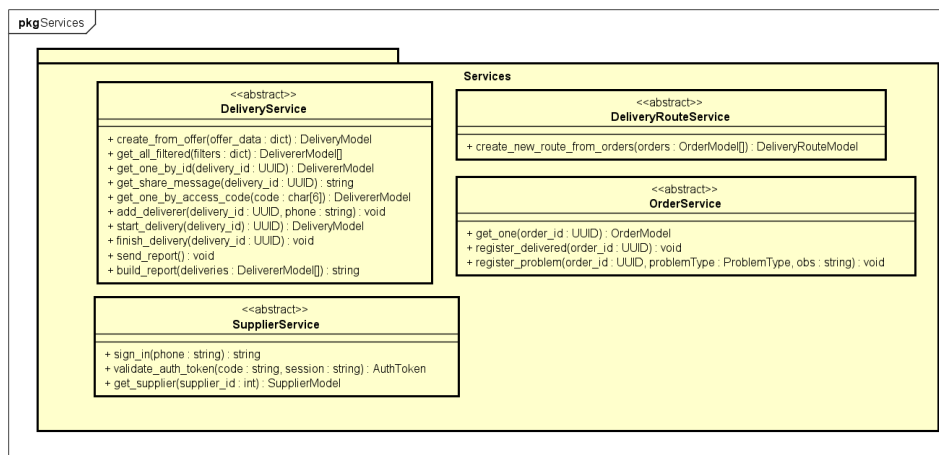 pkg Services
Services
<<abstract>>
DeliveryService
+ create_from_offer(offer_data : dict) : DeliveryModel
+ get_all_filtered(filters : dict) : DelivererModel[]
+ get_one_by_id(delivery_id : UUID) : DelivererModel
+ get_share_message(delivery_id : UUID) : string
+ get_one_by_access_code(code : char[6]) : DelivererModel
+ add_deliverer(delivery_id : UUID, phone : string) : void
+ start_delivery(delivery_id) : UUID) : DeliveryModel
+ finish_delivery(delivery_id : UUID) : void
+ send_report() : void
+ build_report(deliveries : DelivererModel[]) : string
<<abstract>>
DeliveryRouteService
+ create_new_route_from_orders(orders : OrderModel[]) : DeliveryRouteModel
<<abstract>>
OrderService
+ get_one(order_id : UUID) : OrderModel
+ register_delivered(order_id : UUID) : void
+ register_problem(order_id : UUID, problemType : ProblemType, obs : string) : void
<<abstract>>
SupplierService
+ sign_in(phone : string) : string
+ validate_auth_token(code : string, session : string) : AuthToken
+ get_supplier(supplier_id : int) : SupplierModel